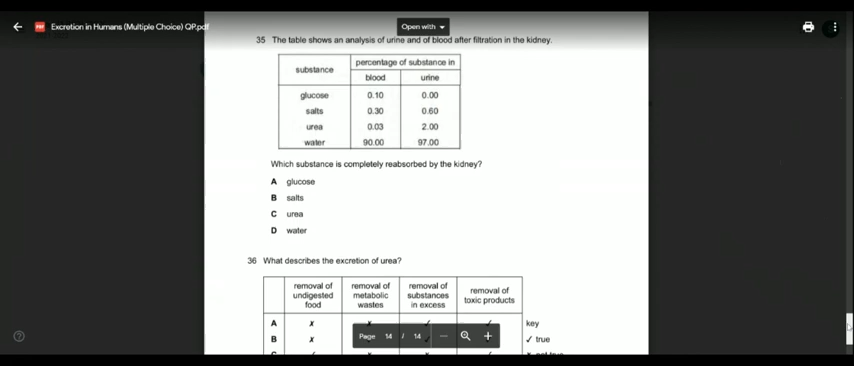 Excretion in Humans (Multiple Choice) QP.pdf
Open with
35 The table shows an analysis of urine and of blood after filtration in the kidney.
substance percentage of substance in
blood urine
glucose 0.10 0.00
salts 0.30 0.60
urea 0.03 2.00
water 90.00 97.00
Which substance is completely reabsorbed by the kidney?
A glucose
B salts
C urea
D water
36 What describes the excretion of urea?
removal of undigested food removal of metabolic wastes removal of substances in excess removal of toxic products
A ✗ ✗ ✓ ✓ key
B ✗ ✓ true
Page 14 / 14